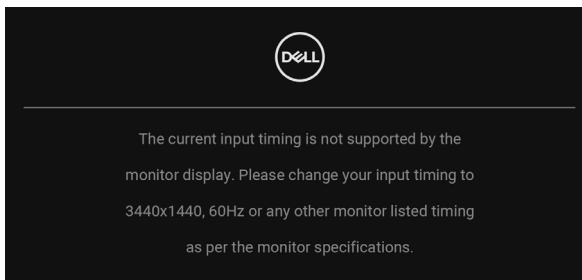 DELL
The current input timing is not supported by the
monitor display. Please change your input timing to
3440x1440, 60Hz or any other monitor listed timing
as per the monitor specifications.